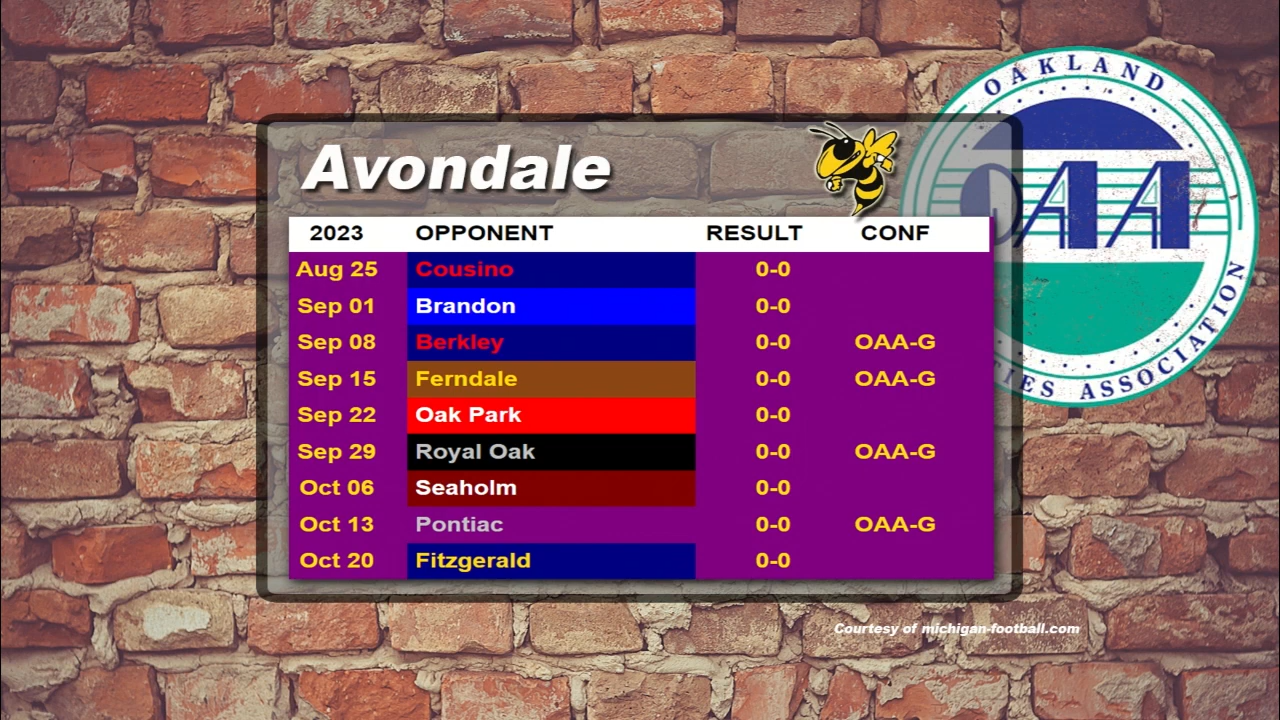 OAKLAND
OAA
IES ASSOCIATION
Avondale
2023 OPPONENT RESULT CONF
Aug 25 Cousino 0-0
Sep 01 Brandon 0-0
Sep 08 Berkley 0-0 OAA-G
Sep 15 Ferndale 0-0 OAA-G
Sep 22 Oak Park 0-0
Sep 29 Royal Oak 0-0 OAA-G
Oct 06 Seaholm 0-0
Oct 13 Pontiac 0-0 OAA-G
Oct 20 Fitzgerald 0-0
Courtesy of michigan-football.com